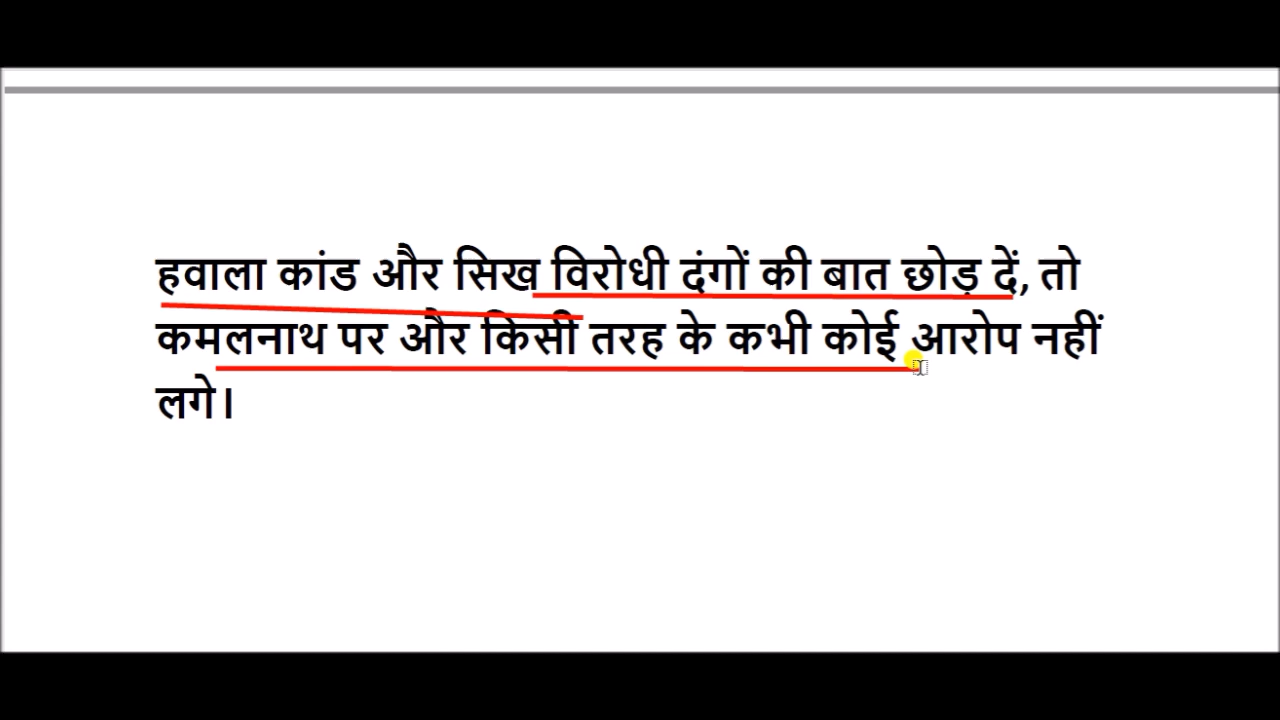 हवाला कांड और सिख विरोधी दंगों की बात छोड़ दें, तो
कमलनाथ पर और किसी तरह के कभी कोई आरोप नहीं
लगे।